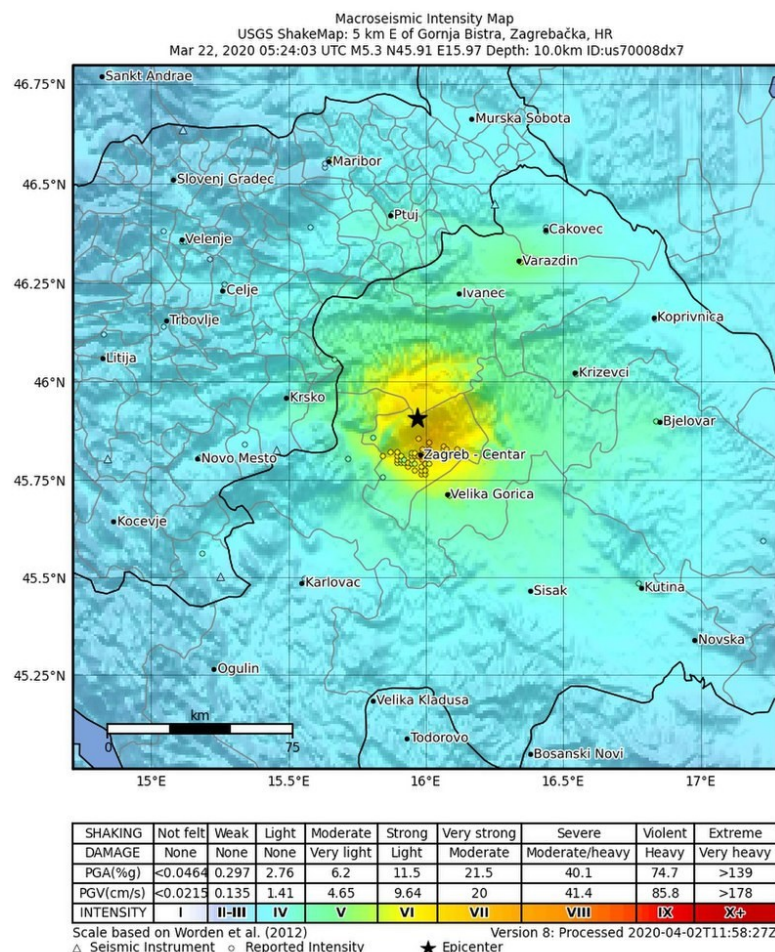 Macroseismic Intensity Map
USGS ShakeMap: 5 km E of Gornja Bistra, Zagrebačka, HR
Mar 22, 2020 05:24:03 UTC M5.3 N45.91 E15.97 Depth: 10.0km ID:us70008dx7
46.75°N
Sankt Andrae
Murska Sobota
Maribor
46.5°N
Slovenj Gradec
Ptuj
Cakovec
Velenje
Varazdin
46.25°N
Celje
Ivanec
Trbovlje
Koprivnica
Litija
46°N
Krizevci
Krsko
Bjelovar
Novo Mesto
Zagreb - Centar
45.75°N
Velika Gorica
Kocevje
45.5°N
Karlovac
Sisak
Kutina
Novska
45.25°N
Ogulin
Velika Kladusa
km
0 75
Todorovo
Bosanski Novi
15°E 15.5°E 16°E 16.5°E 17°E
SHAKING Not felt Weak Light Moderate Strong Very strong Severe Violent Extreme
DAMAGE None None None Very light Light Moderate Moderate/heavy Heavy Very heavy
PGA(%g) <0.0464 0.297 2.76 6.2 11.5 21.5 40.1 74.7 >139
PGV(cm/s) <0.0215 0.135 1.41 4.65 9.64 20 41.4 85.8 >178
INTENSITY I II-III IV V VI VII VIII IX X+
Scale based on Worden et al. (2012) Version 8: Processed 2020-04-02T11:58:27Z
△ Seismic Instrument ○ Reported Intensity ★ Epicenter